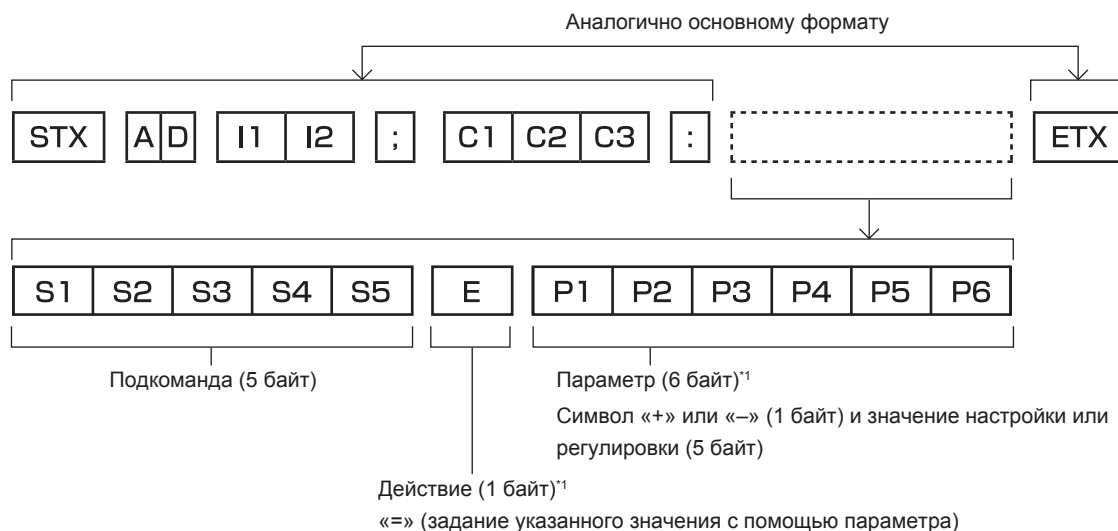 Аналогично основному формату
STX A D I1 I2 ; C1 C2 C3 : ETX
S1 S2 S3 S4 S5 E P1 P2 P3 P4 P5 P6
Подкоманда (5 байт)
Параметр (6 байт)*1
Символ «+» или «–» (1 байт) и значение настройки или
регулировки (5 байт)
Действие (1 байт)*1
«=» (задание указанного значения с помощью параметра)